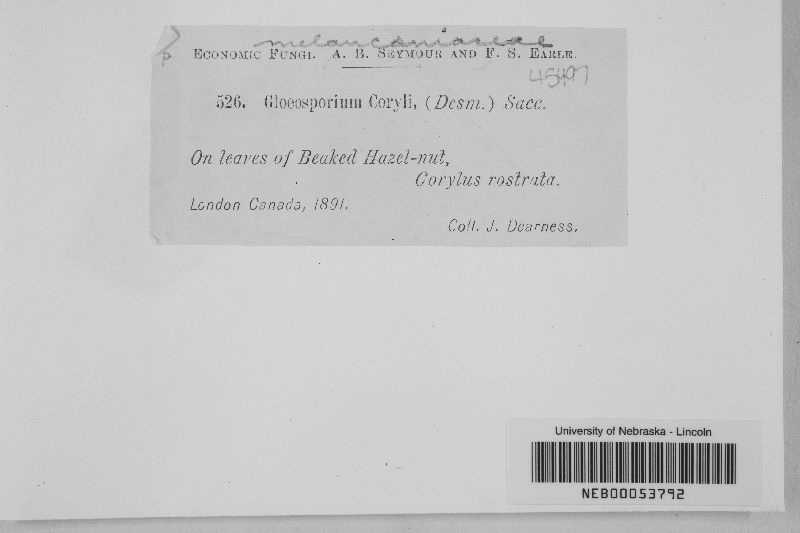 melanconiaceae
P
ECONOMIC FUNGI. A. B. SEYMOUR AND F. S. EARLE.
45497
526. Gloeosporium Coryli, (Desm.) Sacc.
On leaves of Beaked Hazel-nut,
Corylus rostrata.
London Canada, 1891.
Coll. J. Dearness.
University of Nebraska - Lincoln
NEB00053792